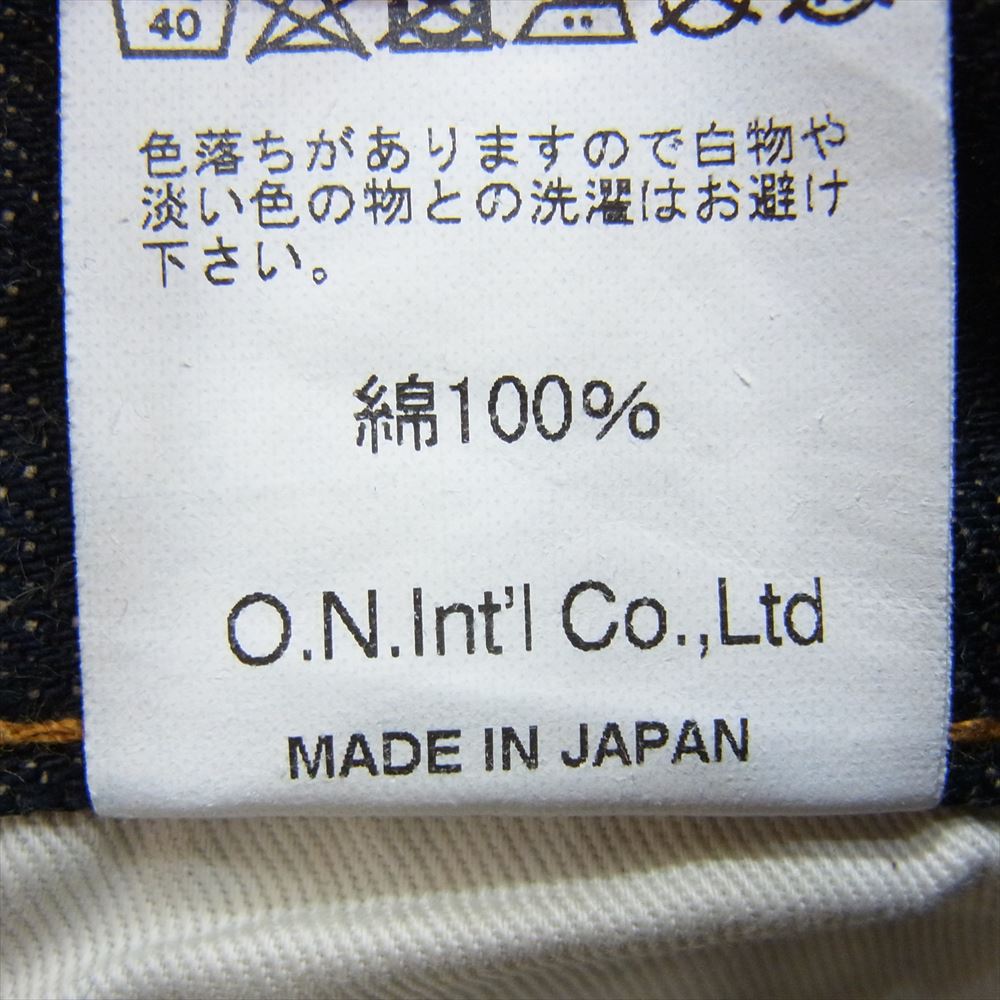 40
色落ちがありますので白物や
淡い色の物との洗濯はお避け
下さい。
綿100%
O.N.Int'l Co.,Ltd
MADE IN JAPAN